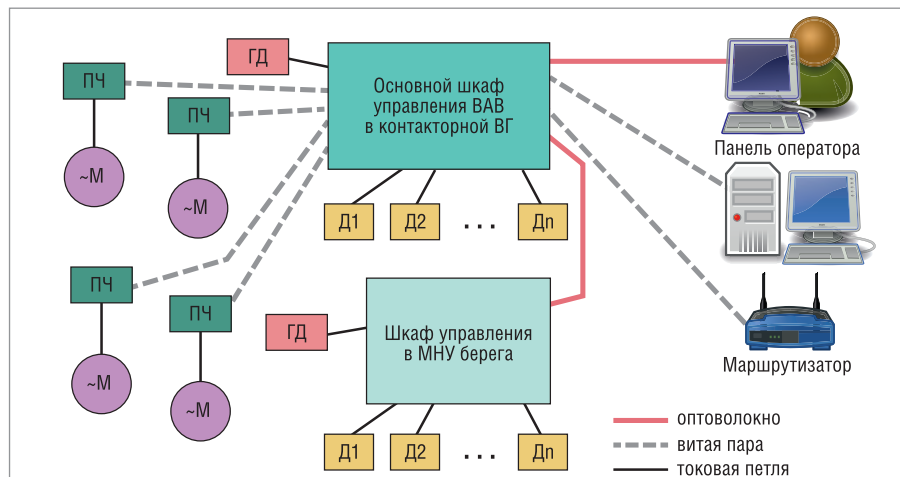 ГД
Основной шкаф
управления ВАВ
в контакторной ВГ
ПЧ
~М
ПЧ
~М
Панель оператора
Д1
Д2
...
Дn
ПЧ
~М
ПЧ
~М
ГД
Шкаф управления
в МНУ берега
Маршрутизатор
Д1
Д2
...
Дn
оптоволокно
витая пара
токовая петля